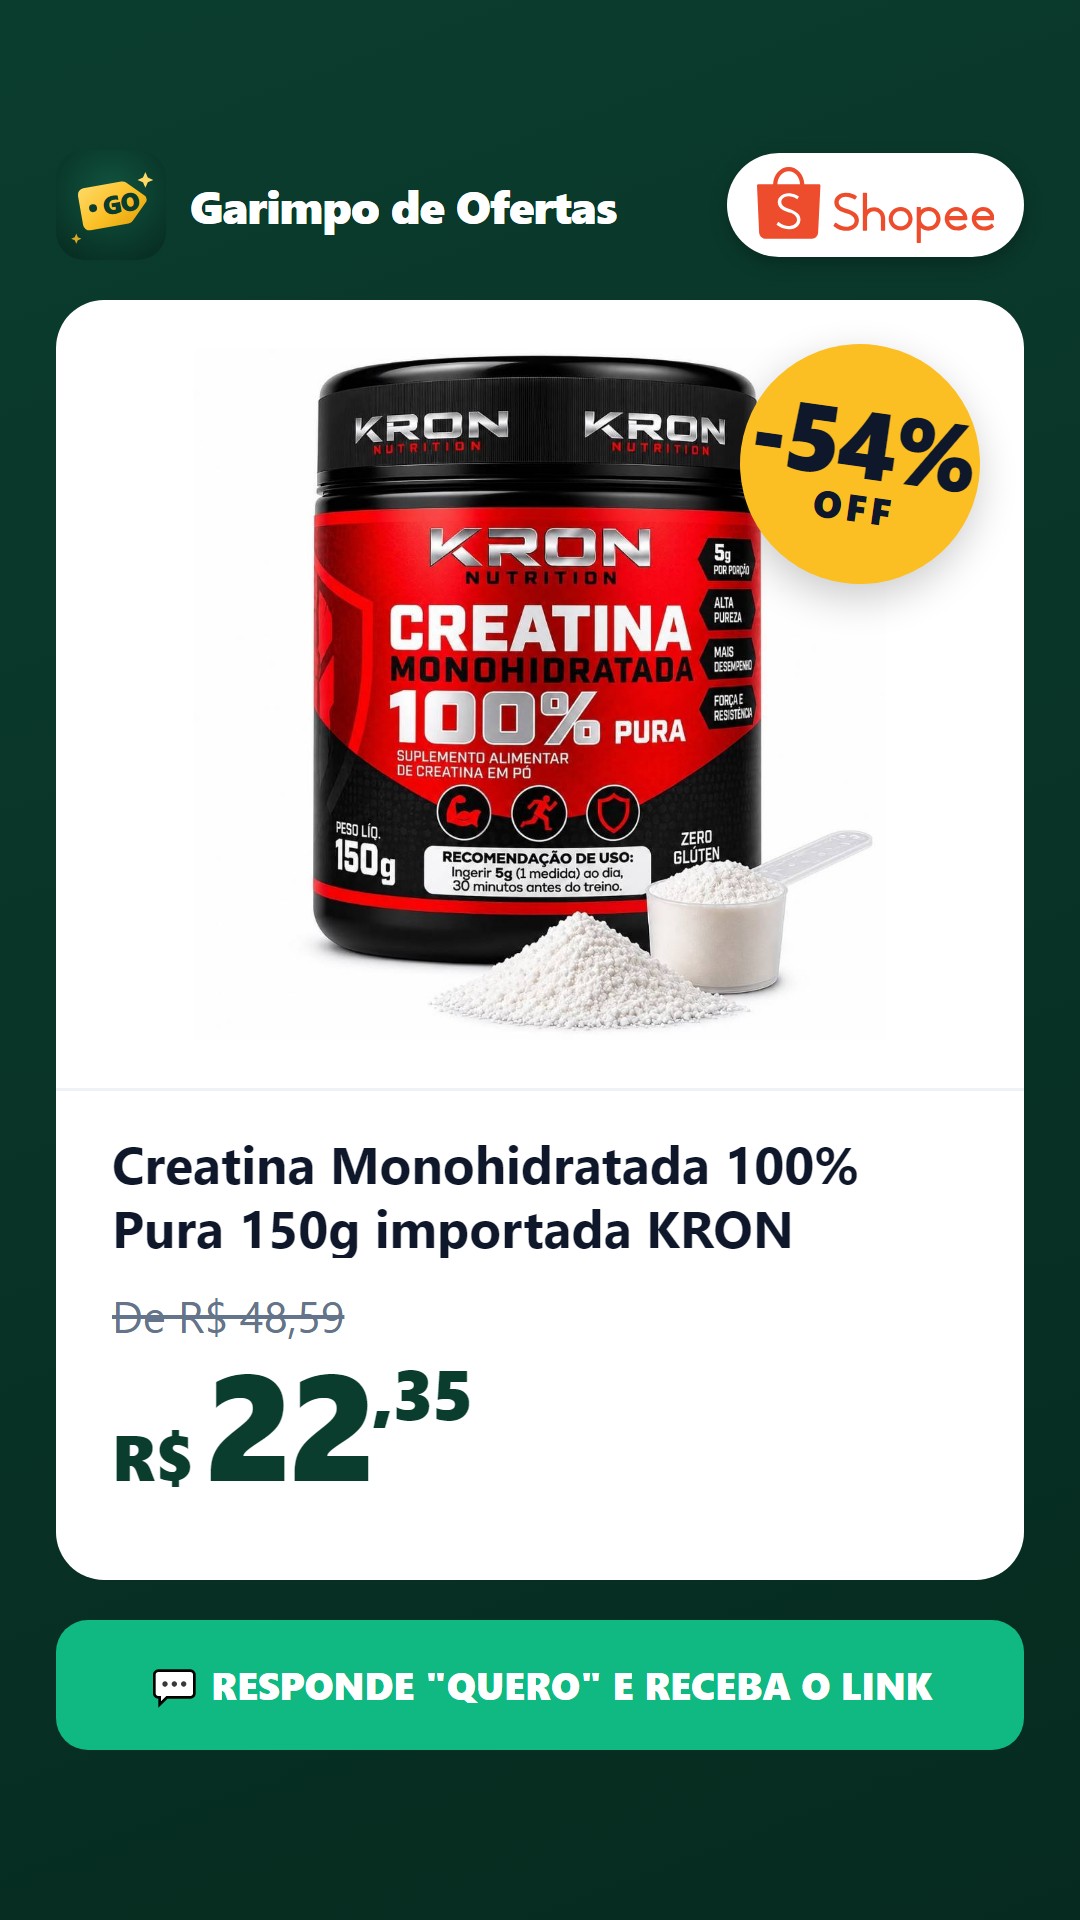 GO
Garimpo de Ofertas
S Shopee
-54%
OFF
KRON
NUTRITION
KRON
NUTRITION
KRON
NUTRITION
CREATINA
MONOHIDRATADA
100% PURA
SUPLEMENTO ALIMENTAR
DE CREATINA EM PÓ
5g
POR PORÇÃO
ALTA
PUREZA
MAIS
DESEMPENHO
FORÇA E
RESISTÊNCIA
PESO LÍQ.
150g
RECOMENDAÇÃO DE USO:
Ingerir 5g (1 medida) ao dia,
30 minutos antes do treino.
ZERO
GLÚTEN
Creatina Monohidratada 100%
Pura 150g importada KRON
De R$ 48,59
R$ 22,35
💬 RESPONDE "QUERO" E RECEBA O LINK